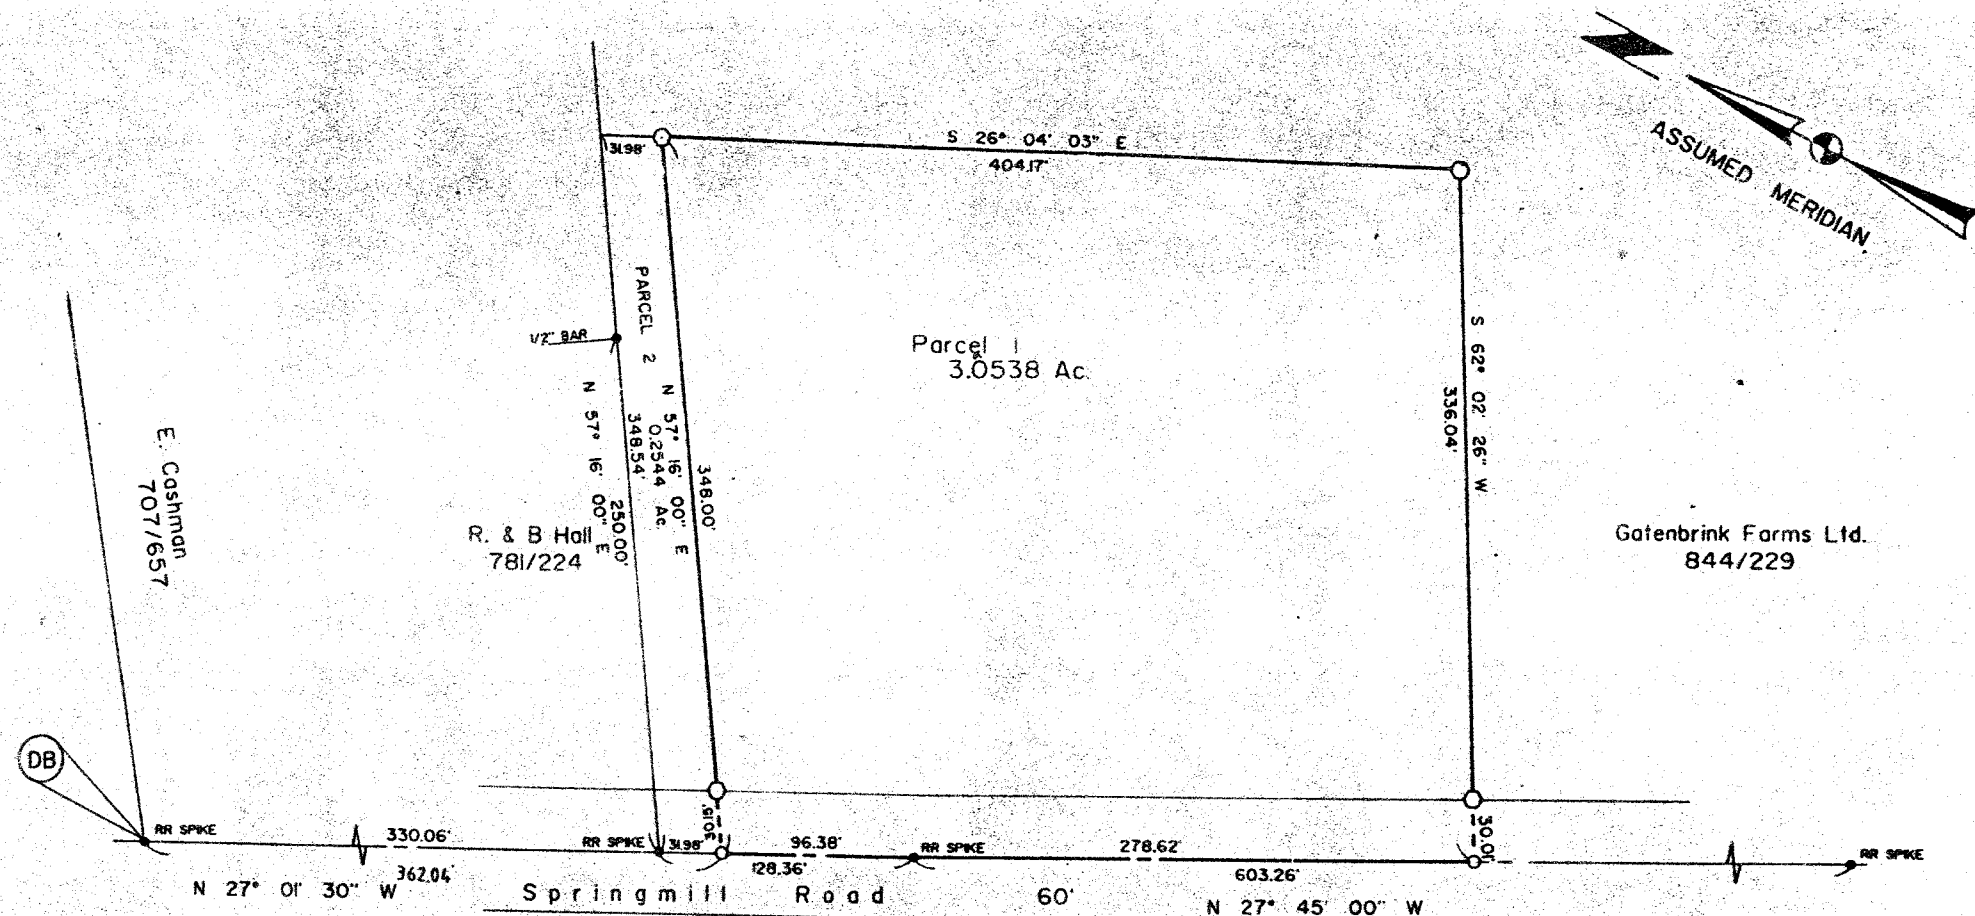 S 26° 04' 03" E
404.17'
31.98'
ASSUMED MERIDIAN
PARCEL 2
0.2544 Ac.
N 57° 16' 00" E
348.00'
348.54'
1/2" BAR
N 57° 16' 00" E
250.00'
Parcel 1
3.0538 Ac.
S 62° 02' 26" W
336.04'
E. Cashman
707/657
R. & B Hall
781/224
Gatenbrink Farms Ltd.
844/229
DB
RR SPIKE
330.06'
362.04'
N 27° 01' 30" W
RR SPIKE
31.98'
30.15'
96.38'
128.36'
RR SPIKE
278.62'
603.26'
30.01'
RR SPIKE
Springmill Road 60'
N 27° 45' 00" W